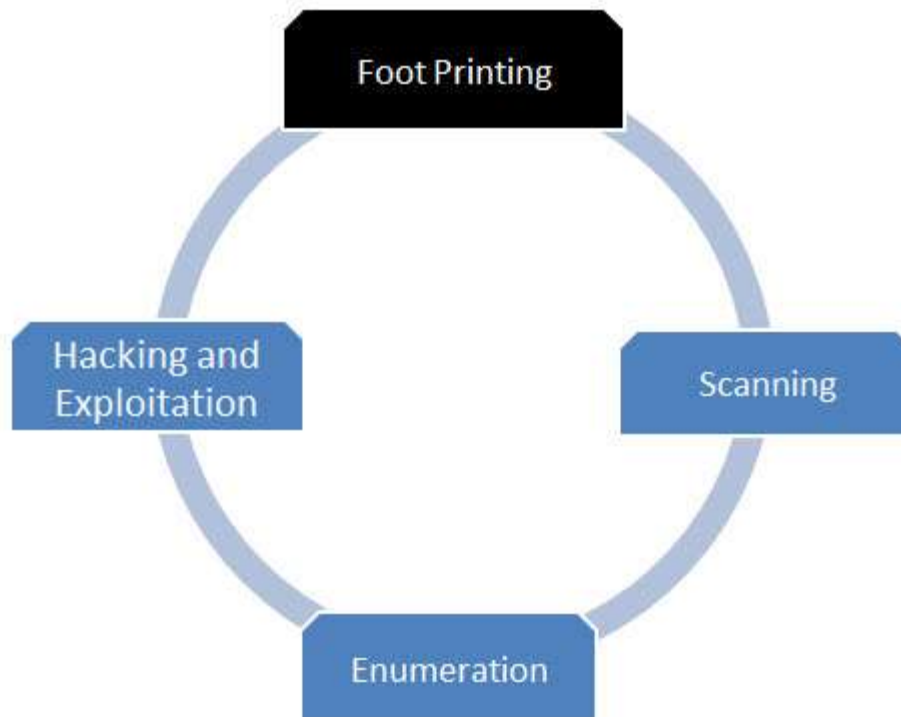 Foot Printing
Scanning
Enumeration
Hacking and
Exploitation